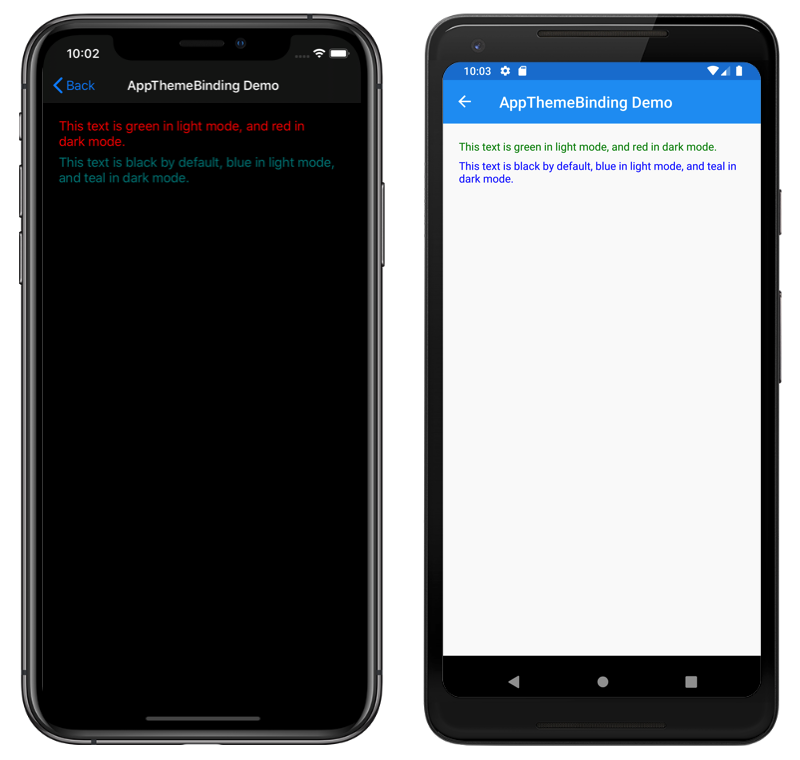 10:02
Back
AppThemeBinding Demo
This text is green in light mode, and red in
dark mode.
This text is black by default, blue in light mode,
and teal in dark mode.
10:03
AppThemeBinding Demo
This text is green in light mode, and red in dark mode.
This text is black by default, blue in light mode, and teal in
dark mode.